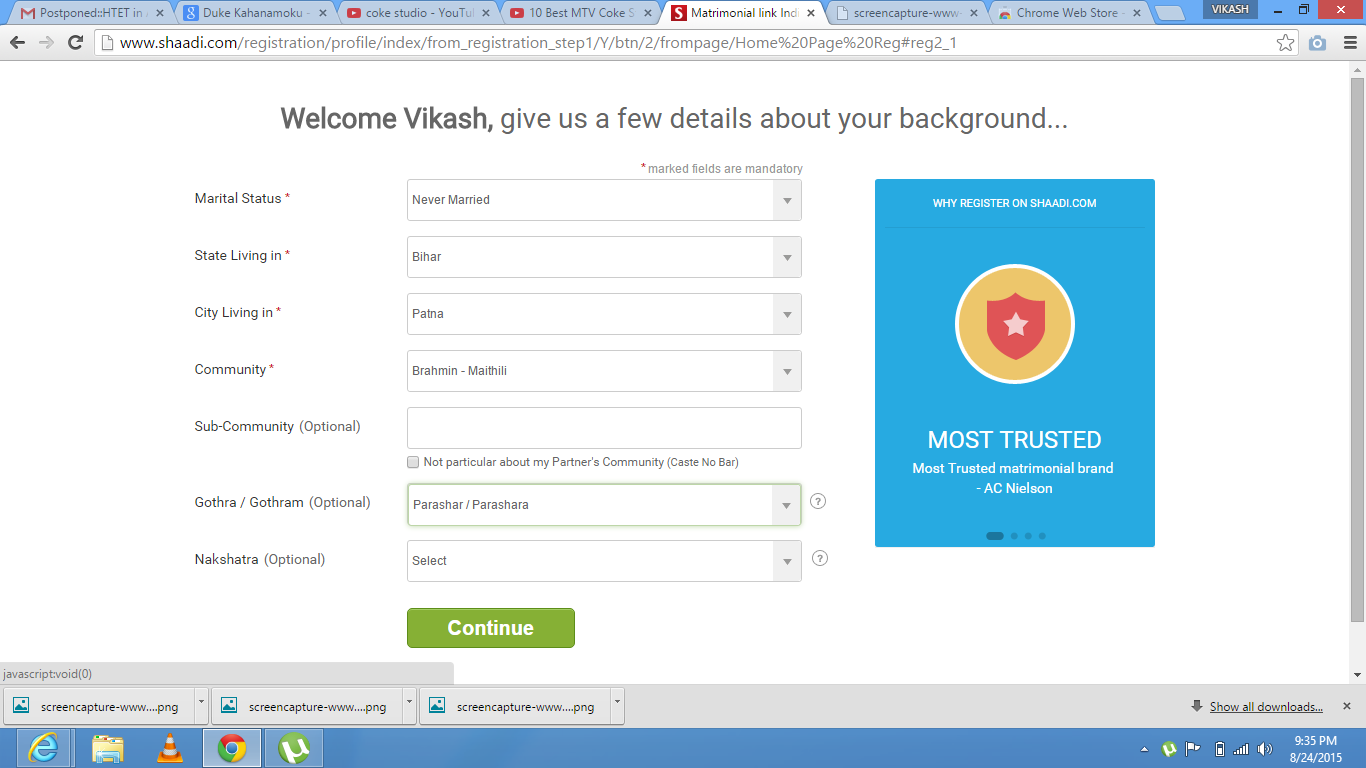 Postponed::HTET in
Duke Kahanamoku -
coke studio - YouTu
10 Best MTV Coke S
Matrimonial link Ind
screencapture-www-
Chrome Web Store -
VIKASH
www.shaadi.com/registration/profile/index/from_registration_step1/Y/btn/2/frompage/Home%20Page%20Reg#reg2_1
Welcome Vikash, give us a few details about your background...
* marked fields are mandatory
Marital Status *
Never Married
State Living in *
Bihar
City Living in *
Patna
Community *
Brahmin - Maithili
Sub-Community (Optional)
Not particular about my Partner's Community (Caste No Bar)
Gothra / Gothram (Optional)
Parashar / Parashara
?
Nakshatra (Optional)
Select
?
Continue
WHY REGISTER ON SHAADI.COM
MOST TRUSTED
Most Trusted matrimonial brand
- AC Nielson
javascript:void(0)
screencapture-www....png
screencapture-www....png
screencapture-www....png
Show all downloads...
9:35 PM
8/24/2015